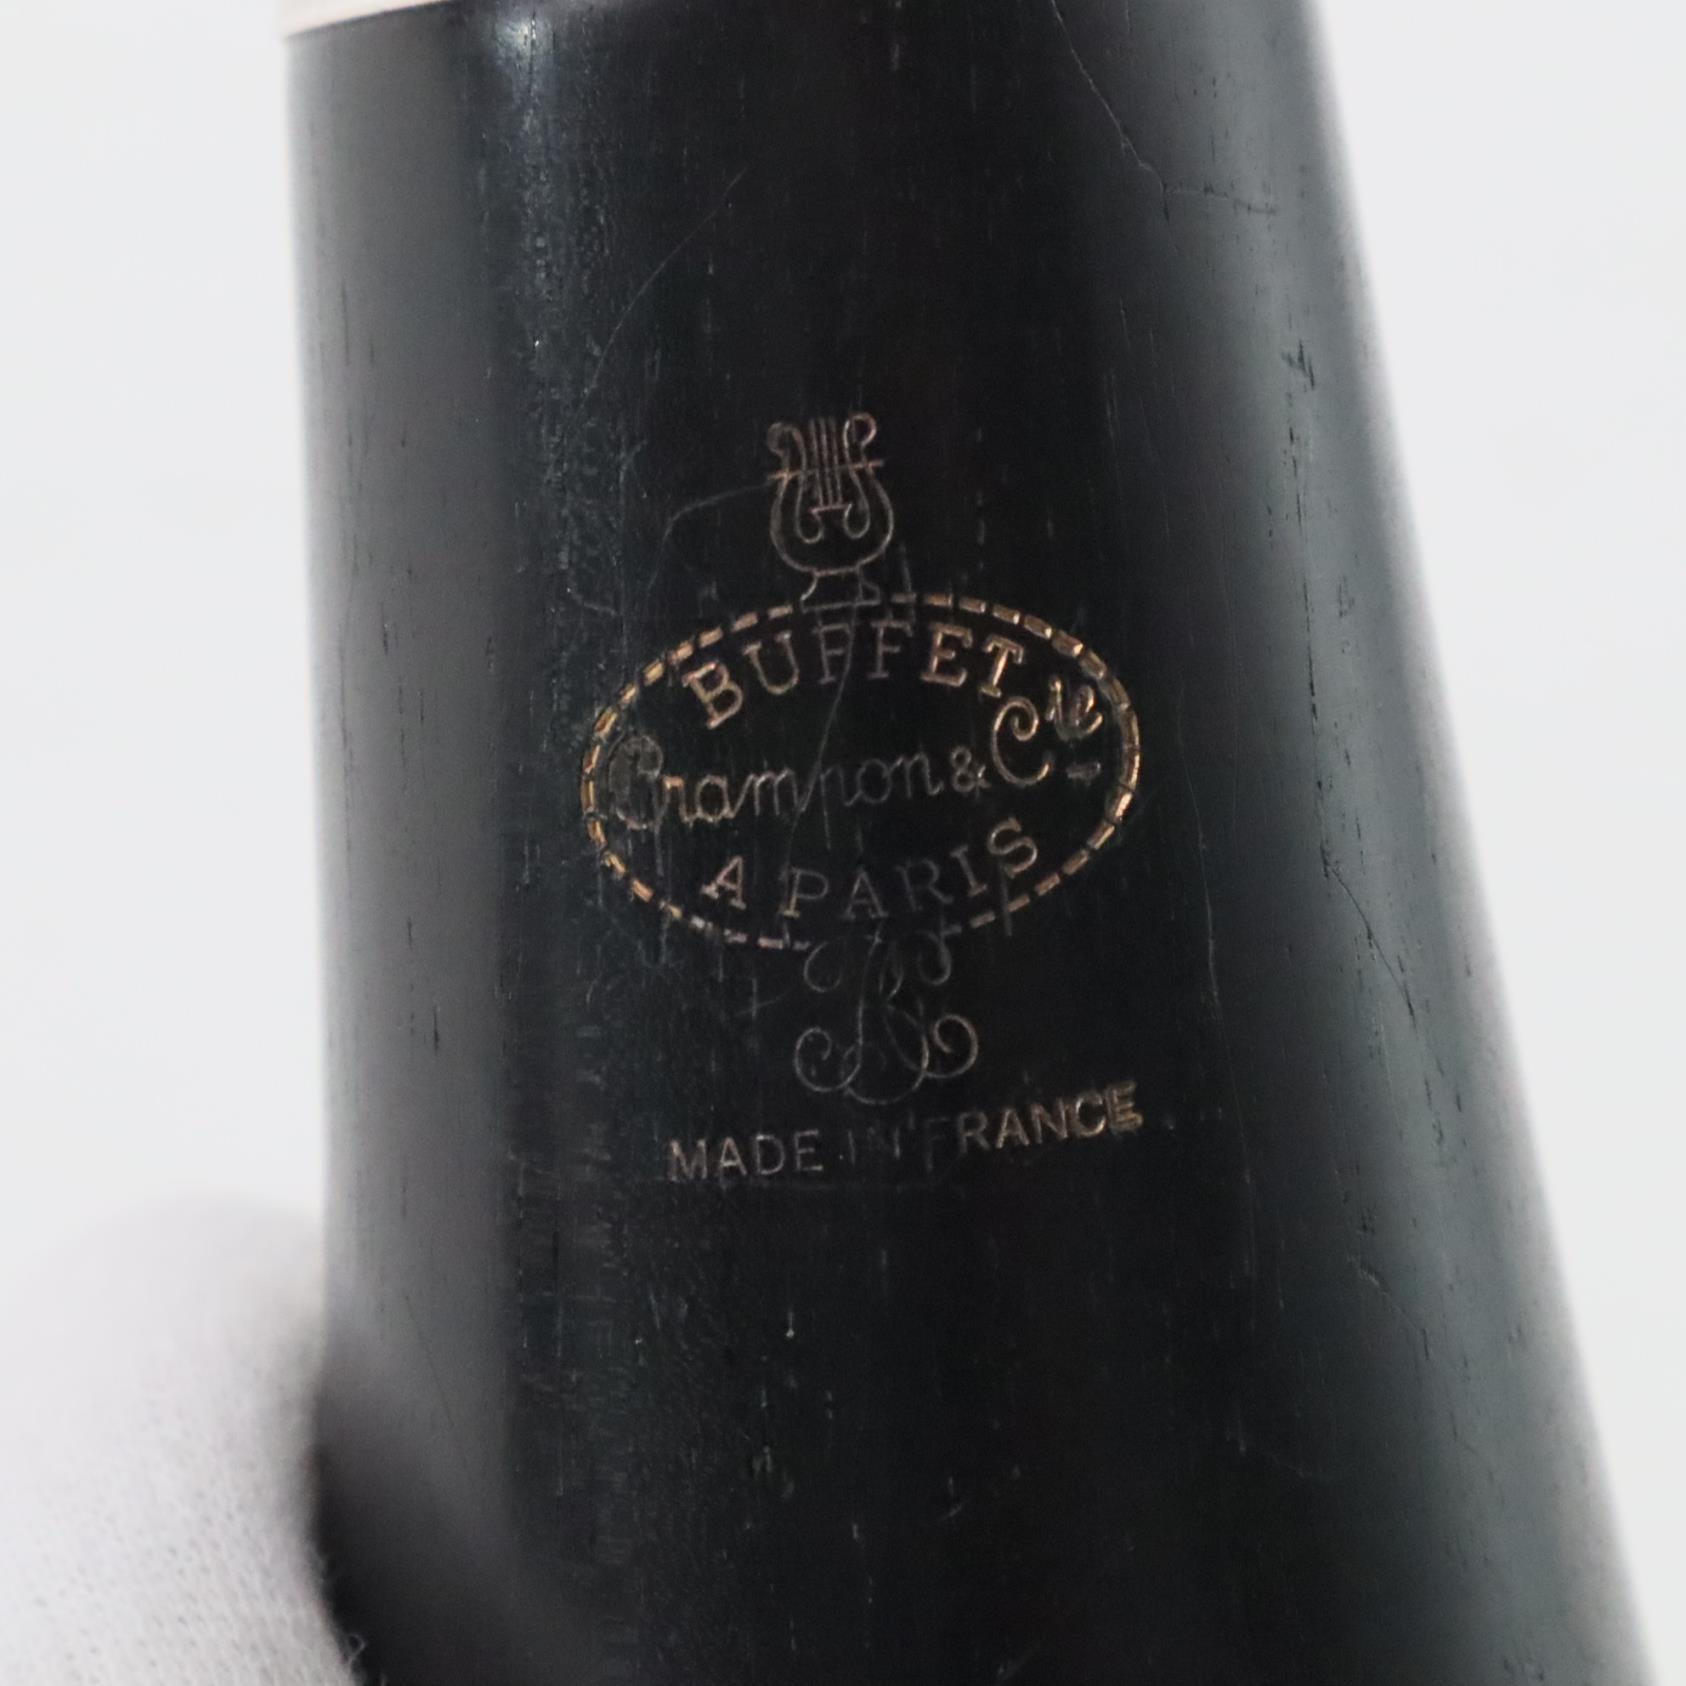 BUFFET
Crampon & Cie
A PARIS
MADE IN FRANCE